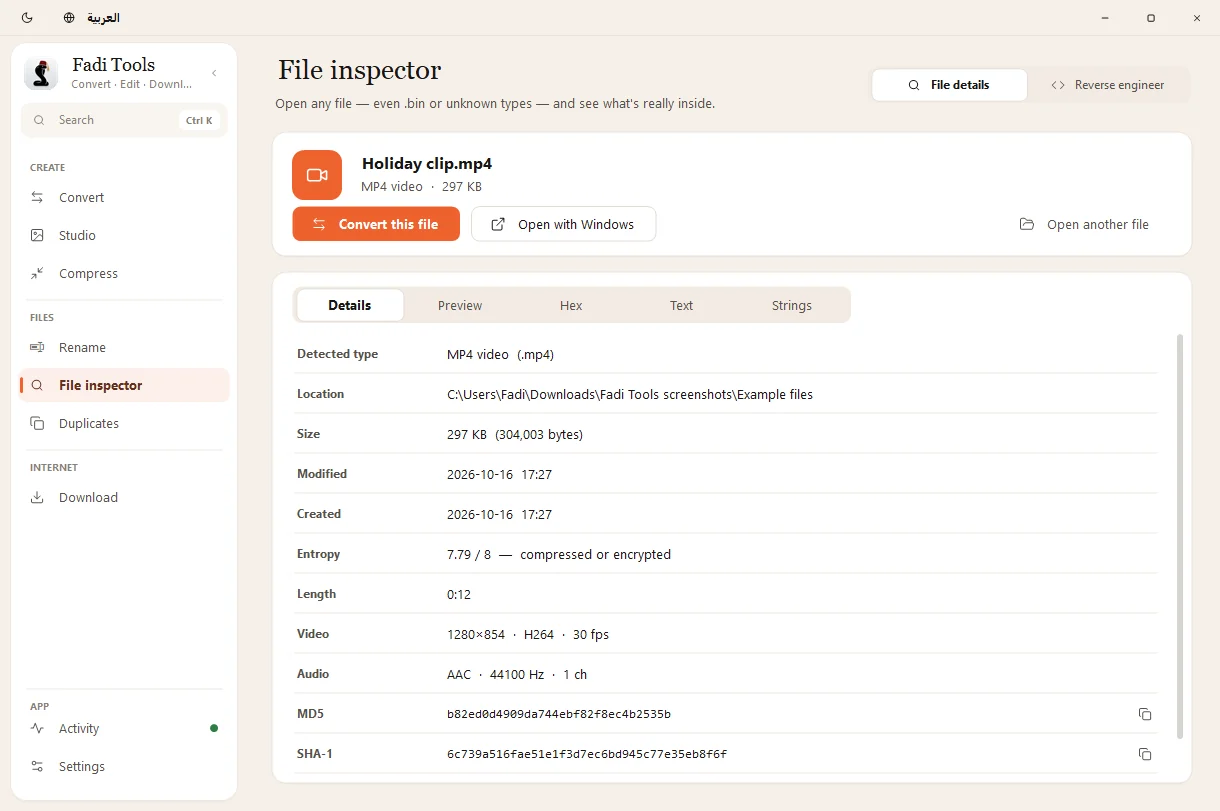 العربية
Fadi Tools
Convert · Edit · Downl...
Search
Ctrl K
CREATE
Convert
Studio
Compress
FILES
Rename
File inspector
Duplicates
INTERNET
Download
APP
Activity
Settings
File inspector
Open any file — even .bin or unknown types — and see what's really inside.
File details
Reverse engineer
Holiday clip.mp4
MP4 video · 297 KB
Convert this file
Open with Windows
Open another file
Details Preview Hex Text Strings
Detected type MP4 video (.mp4)
Location C:\Users\Fadi\Downloads\Fadi Tools screenshots\Example files
Size 297 KB (304,003 bytes)
Modified 2026-10-16 17:27
Created 2026-10-16 17:27
Entropy 7.79 / 8 — compressed or encrypted
Length 0:12
Video 1280×854 · H264 · 30 fps
Audio AAC · 44100 Hz · 1 ch
MD5 b82ed0d4909da744ebf82f8ec4b2535b
SHA-1 6c739a516fae51e1f3d7ec6bd945c77e35eb8f6f